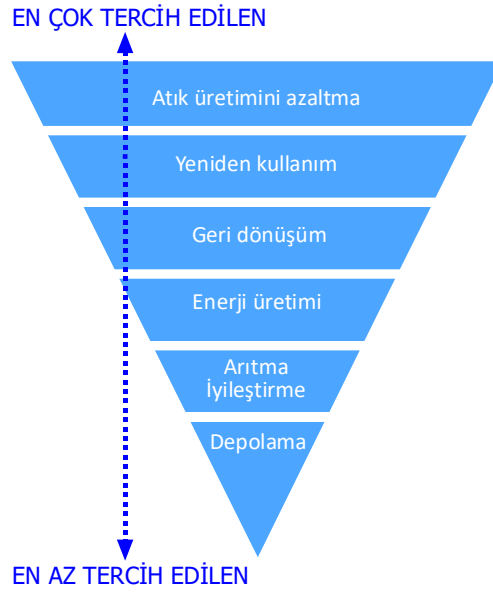 EN ÇOK TERCİH EDİLEN
Atık üretimini azaltma
Yeniden kullanım
Geri dönüşüm
Enerji üretimi
Arıtma
İyileştirme
Depolama
EN AZ TERCİH EDİLEN